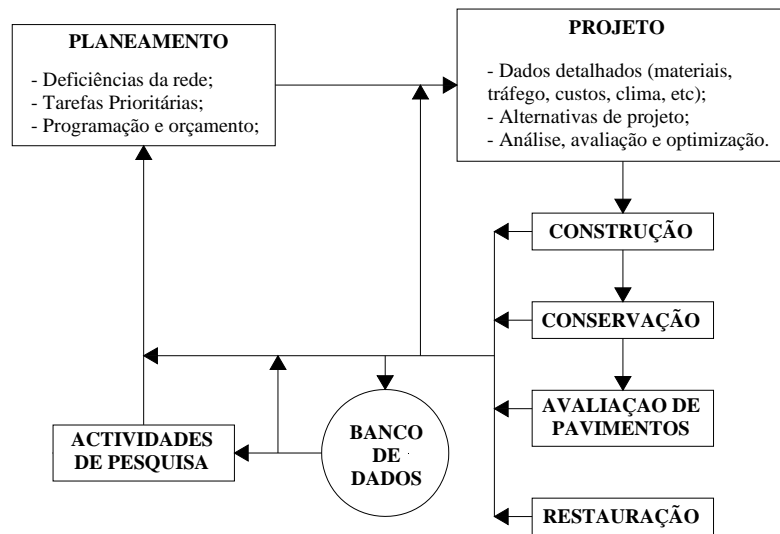 PLANEAMENTO
- Deficiências da rede;
- Tarefas Prioritárias;
- Programação e orçamento;
PROJETO
- Dados detalhados (materiais,
tráfego, custos, clima, etc);
- Alternativas de projeto;
- Análise, avaliação e optimização.
CONSTRUÇÃO
CONSERVAÇÃO
AVALIAÇAO DE
PAVIMENTOS
RESTAURAÇÃO
BANCO
DE
DADOS
ACTIVIDADES
DE PESQUISA